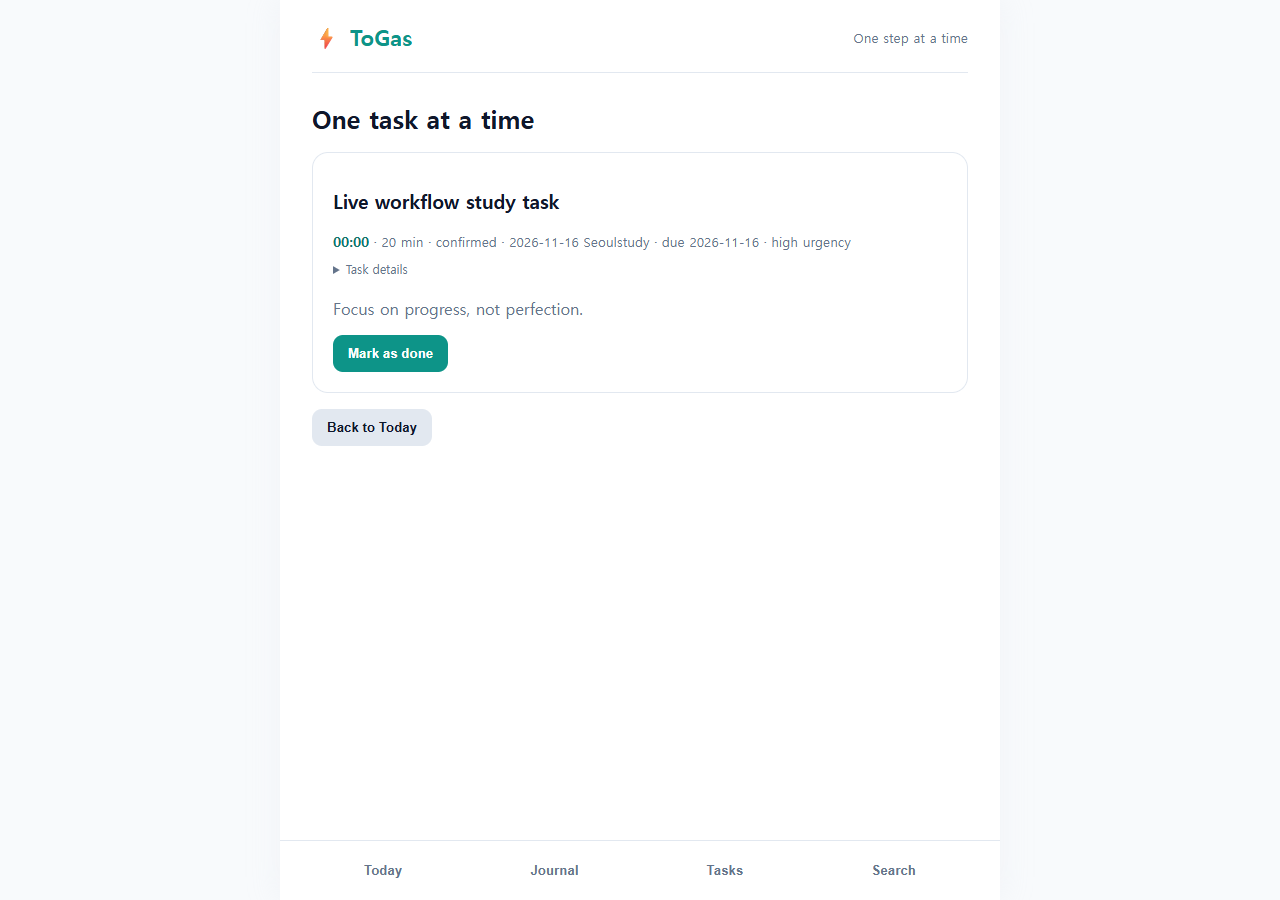 ToGas
One step at a time
One task at a time
Live workflow study task
00:00 · 20 min · confirmed · 2026-11-16 Seoulstudy · due 2026-11-16 · high urgency
Task details
Focus on progress, not perfection.
Mark as done
Back to Today
Today
Journal
Tasks
Search